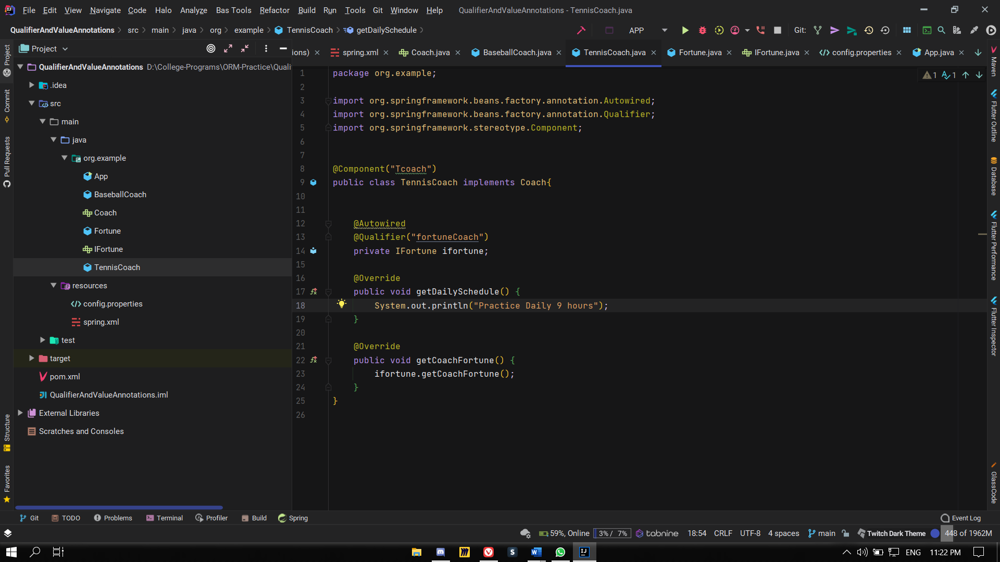 File Edit View Navigate Code Halo Analyze Bas Tools Refactor Build Run Tools Git Window Help QualifierAndValueAnnotations - TennisCoach.java
QualifierAndValueAnnotations src main java org example TennisCoach getDailySchedule APP Git:
Project
ions) spring.xml Coach.java BaseballCoach.java TennisCoach.java Fortune.java IFortune.java config.properties App.java
QualifierAndValueAnnotations D:\College-Programs\ORM-Practice\Quali
.idea
src
main
java
org.example
App
BaseballCoach
Coach
Fortune
IFortune
TennisCoach
resources
config.properties
spring.xml
test
target
pom.xml
QualifierAndValueAnnotations.iml
External Libraries
Scratches and Consoles
Project
Commit
Pull Requests
Structure
Favorites
1 package org.example;
2
3 import org.springframework.beans.factory.annotation.Autowired;
4 import org.springframework.beans.factory.annotation.Qualifier;
5 import org.springframework.stereotype.Component;
6
7
8 @Component("Tcoach")
9 public class TennisCoach implements Coach{
10
11
12 @Autowired
13 @Qualifier("fortuneCoach")
14 private IFortune ifortune;
15
16 @Override
17 public void getDailySchedule() {
18 System.out.println("Practice Daily 9 hours");
19 }
20
21 @Override
22 public void getCoachFortune() {
23 ifortune.getCoachFortune();
24 }
25 }
26
1 1
Maven
Flutter Outline
Database
Flutter Performance
Flutter Inspector
GlassCode
Git TODO Problems Terminal Profiler Build Spring Event Log
59%, Online 3% / 7% tabnine 18:54 CRLF UTF-8 4 spaces main Twitch Dark Theme 448 of 1962M
ENG 11:22 PM